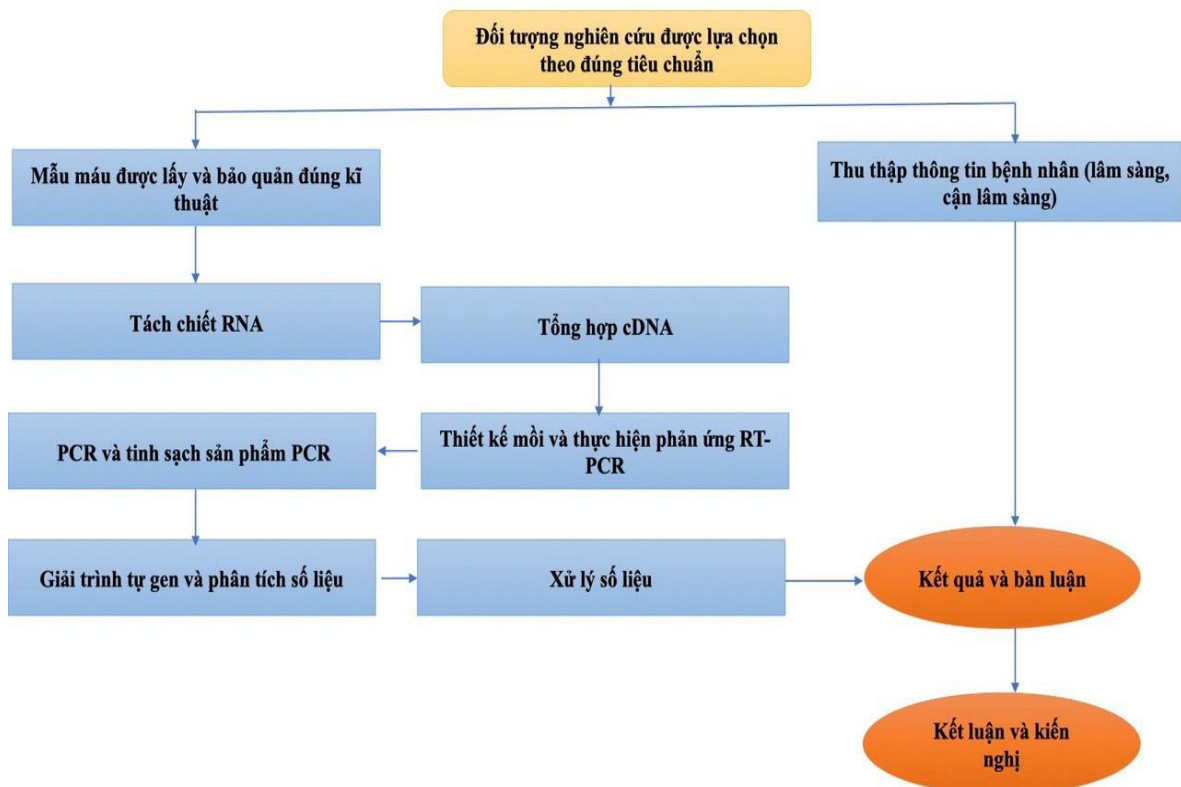 Đối tượng nghiên cứu được lựa chọn
theo đúng tiêu chuẩn
Mẫu máu được lấy và bảo quản đúng kĩ
thuật
Thu thập thông tin bệnh nhân (lâm sàng,
cận lâm sàng)
Tách chiết RNA
Tổng hợp cDNA
PCR và tinh sạch sản phẩm PCR
Thiết kế mồi và thực hiện phản ứng RT-
PCR
Giải trình tự gen và phân tích số liệu
Xử lý số liệu
Kết quả và bàn luận
Kết luận và kiến
nghị